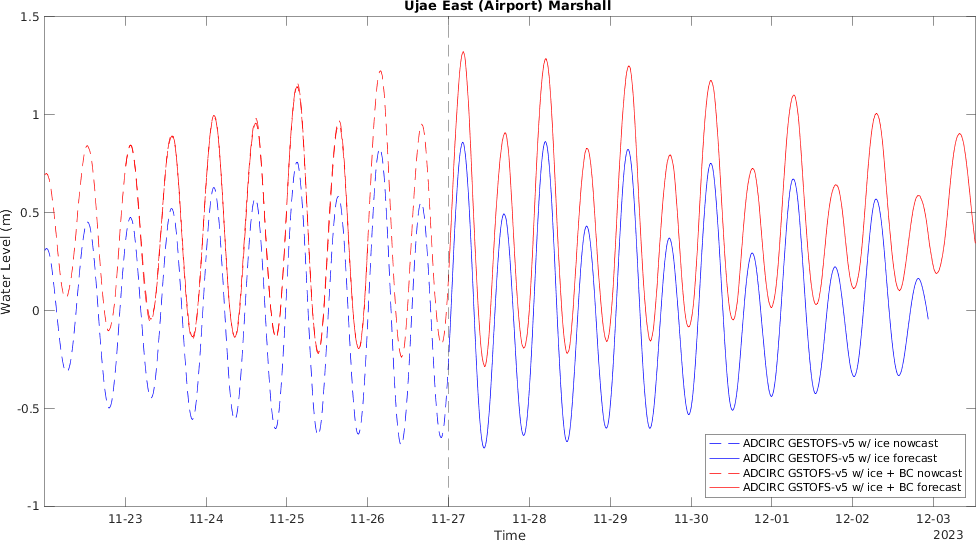 Ujae East (Airport) Marshall
1.5
1
0.5
0
-0.5
-1
Water Level (m)
11-23 11-24 11-25 11-26 11-27 11-28 11-29 11-30 12-01 12-02 12-03
Time
2023
ADCIRC GESTOFS-v5 w/ ice nowcast
ADCIRC GESTOFS-v5 w/ ice forecast
ADCIRC GSTOFS-v5 w/ ice + BC nowcast
ADCIRC GSTOFS-v5 w/ ice + BC forecast